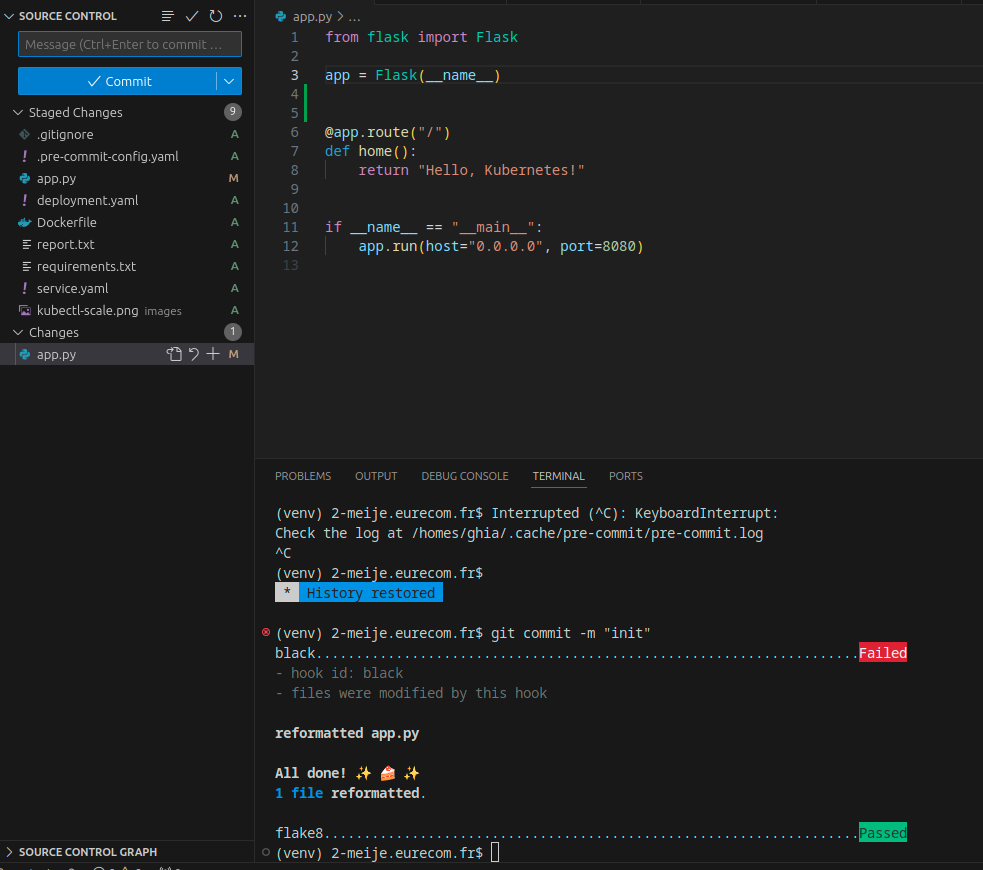 SOURCE CONTROL
Message (Ctrl+Enter to commit ...
Commit
Staged Changes 9
.gitignore A
.pre-commit-config.yaml A
app.py M
deployment.yaml A
Dockerfile A
report.txt A
requirements.txt A
service.yaml A
kubectl-scale.png images A
Changes 1
app.py M
SOURCE CONTROL GRAPH
app.py > ...
1 from flask import Flask
2
3 app = Flask(__name__)
4
5
6 @app.route("/")
7 def home():
8 return "Hello, Kubernetes!"
9
10
11 if __name__ == "__main__":
12 app.run(host="0.0.0.0", port=8080)
13
PROBLEMS OUTPUT DEBUG CONSOLE TERMINAL PORTS
(venv) 2-meije.eurecom.fr$ Interrupted (^C): KeyboardInterrupt:
Check the log at /homes/ghia/.cache/pre-commit/pre-commit.log
^C
(venv) 2-meije.eurecom.fr$
* History restored
(venv) 2-meije.eurecom.fr$ git commit -m "init"
black....................................................................Failed
- hook id: black
- files were modified by this hook
reformatted app.py
All done! ✨ 🍰 ✨
1 file reformatted.
flake8...................................................................Passed
(venv) 2-meije.eurecom.fr$